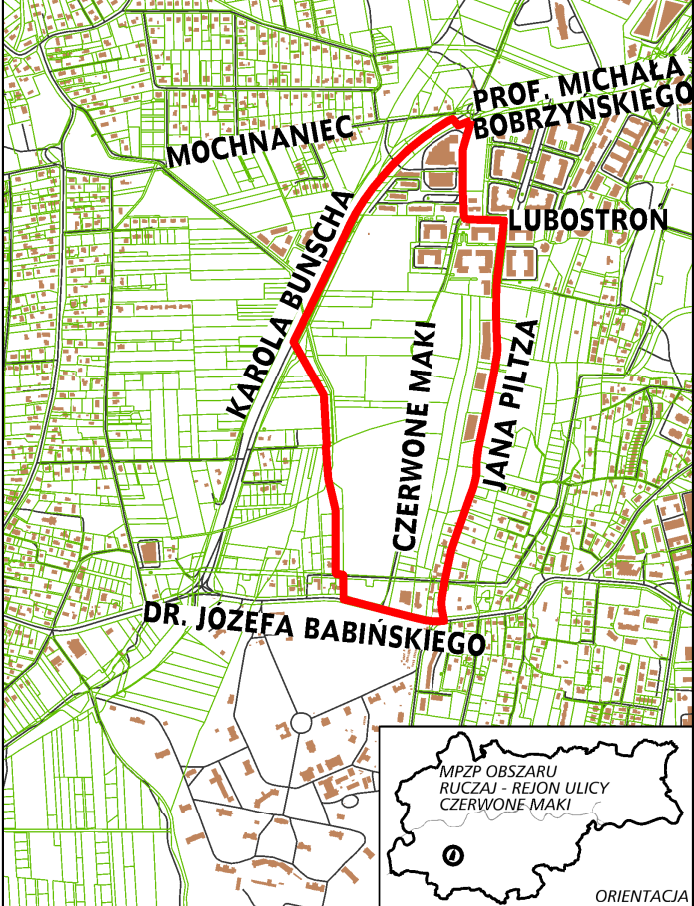 PROF. MICHAŁA
BOBRZYŃSKIEGO
MOCHNANIEC
LUBOSTROŃ
KAROLA BUNSCHA
CZERWONE MAKI
JANA PILTZA
DR. JÓZEFA BABIŃSKIEGO
MPZP OBSZARU
RUCZAJ - REJON ULICY
CZERWONE MAKI
ORIENTACJA